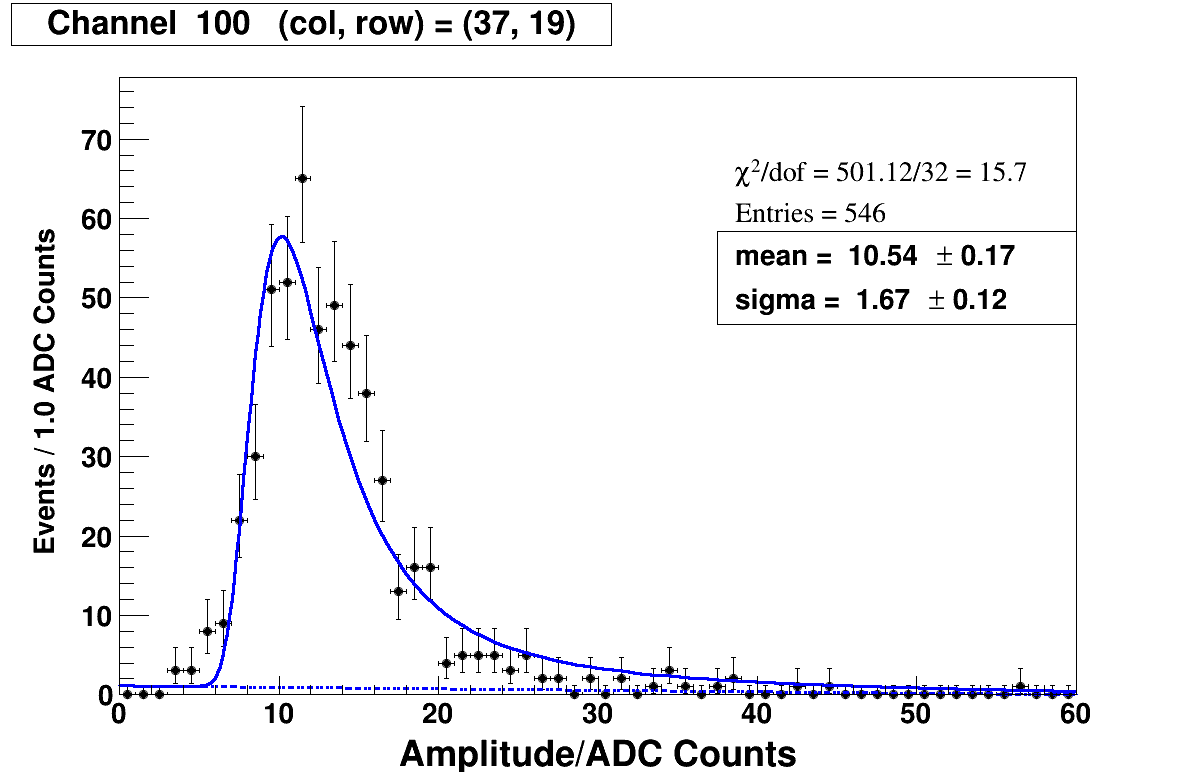 Channel 100 (col, row) = (37, 19)
χ²/dof = 501.12/32 = 15.7
Entries = 546
mean = 10.54 ± 0.17
sigma = 1.67 ± 0.12
Events / 1.0 ADC Counts
70
60
50
40
30
20
10
0
0 10 20 30 40 50 60
Amplitude/ADC Counts